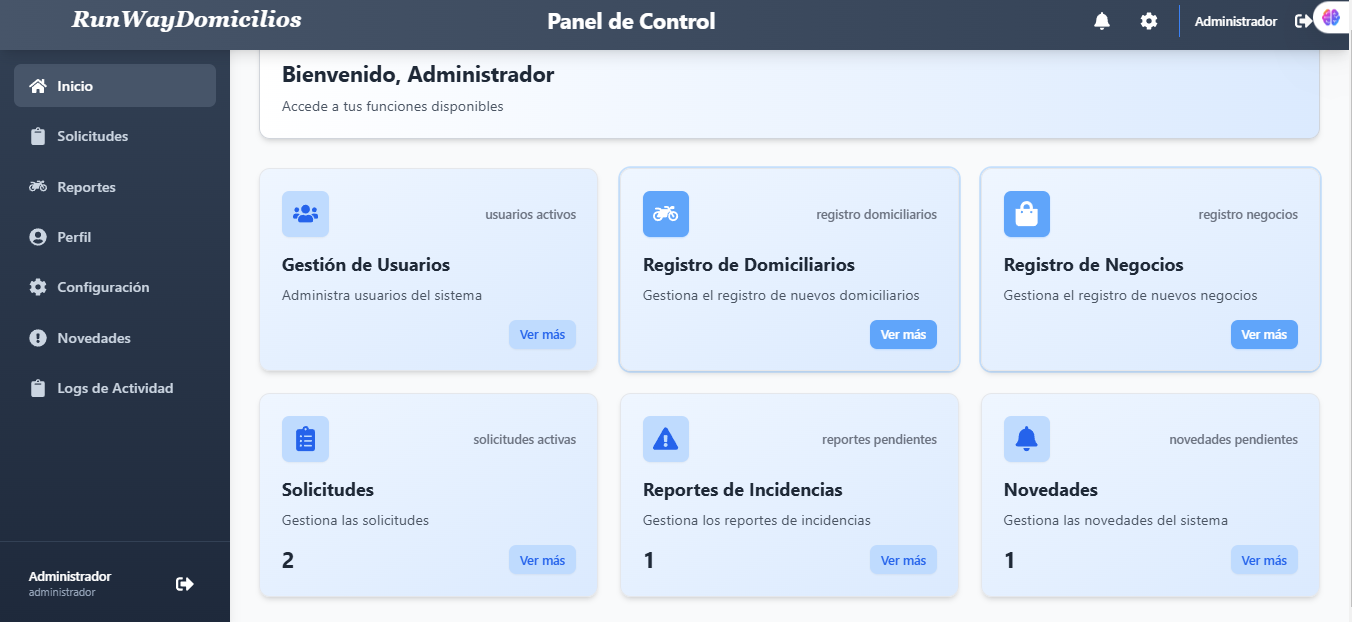 RunWayDomicilios
Panel de Control
Administrador
Inicio
Solicitudes
Reportes
Perfil
Configuración
Novedades
Logs de Actividad
Administrador
administrador
Bienvenido, Administrador
Accede a tus funciones disponibles
usuarios activos
Gestión de Usuarios
Administra usuarios del sistema
Ver más
registro domiciliarios
Registro de Domiciliarios
Gestiona el registro de nuevos domiciliarios
Ver más
registro negocios
Registro de Negocios
Gestiona el registro de nuevos negocios
Ver más
solicitudes activas
Solicitudes
Gestiona las solicitudes
2
Ver más
reportes pendientes
Reportes de Incidencias
Gestiona los reportes de incidencias
1
Ver más
novedades pendientes
Novedades
Gestiona las novedades del sistema
1
Ver más